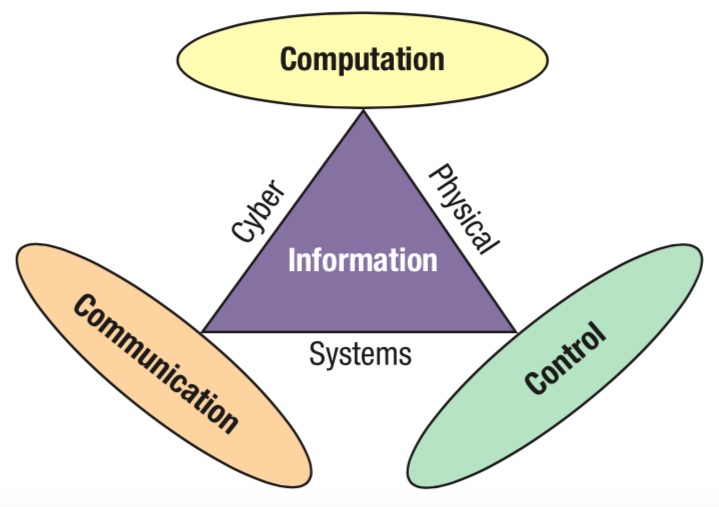 Computation
Cyber
Physical
Information
Systems
Communication
Control